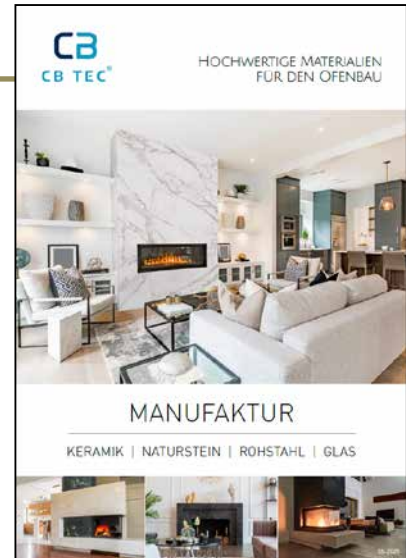 CB
CB TEC®
HOCHWERTIGE MATERIALIEN
FÜR DEN OFENBAU
MANUFAKTUR
KERAMIK | NATURSTEIN | ROHSTAHL | GLAS